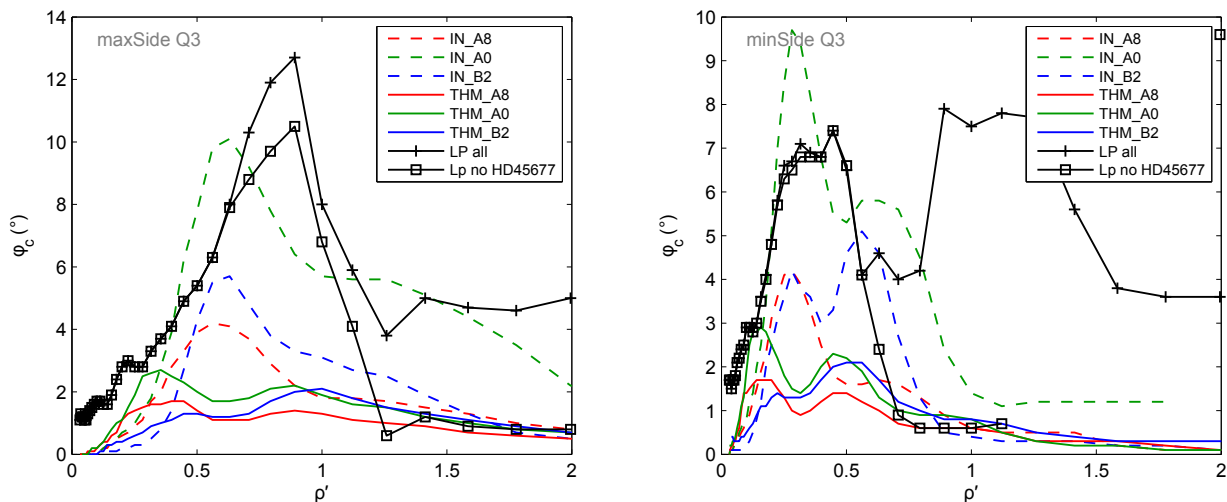 maxSide Q3
14
12
10
8
6
4
2
0
φc (°)
0
0.5
1
1.5
2
ρ′
IN_A8
IN_A0
IN_B2
THM_A8
THM_A0
THM_B2
LP all
Lp no HD45677
minSide Q3
10
9
8
7
6
5
4
3
2
1
0
φc (°)
0
0.5
1
1.5
2
ρ′
IN_A8
IN_A0
IN_B2
THM_A8
THM_A0
THM_B2
LP all
Lp no HD45677